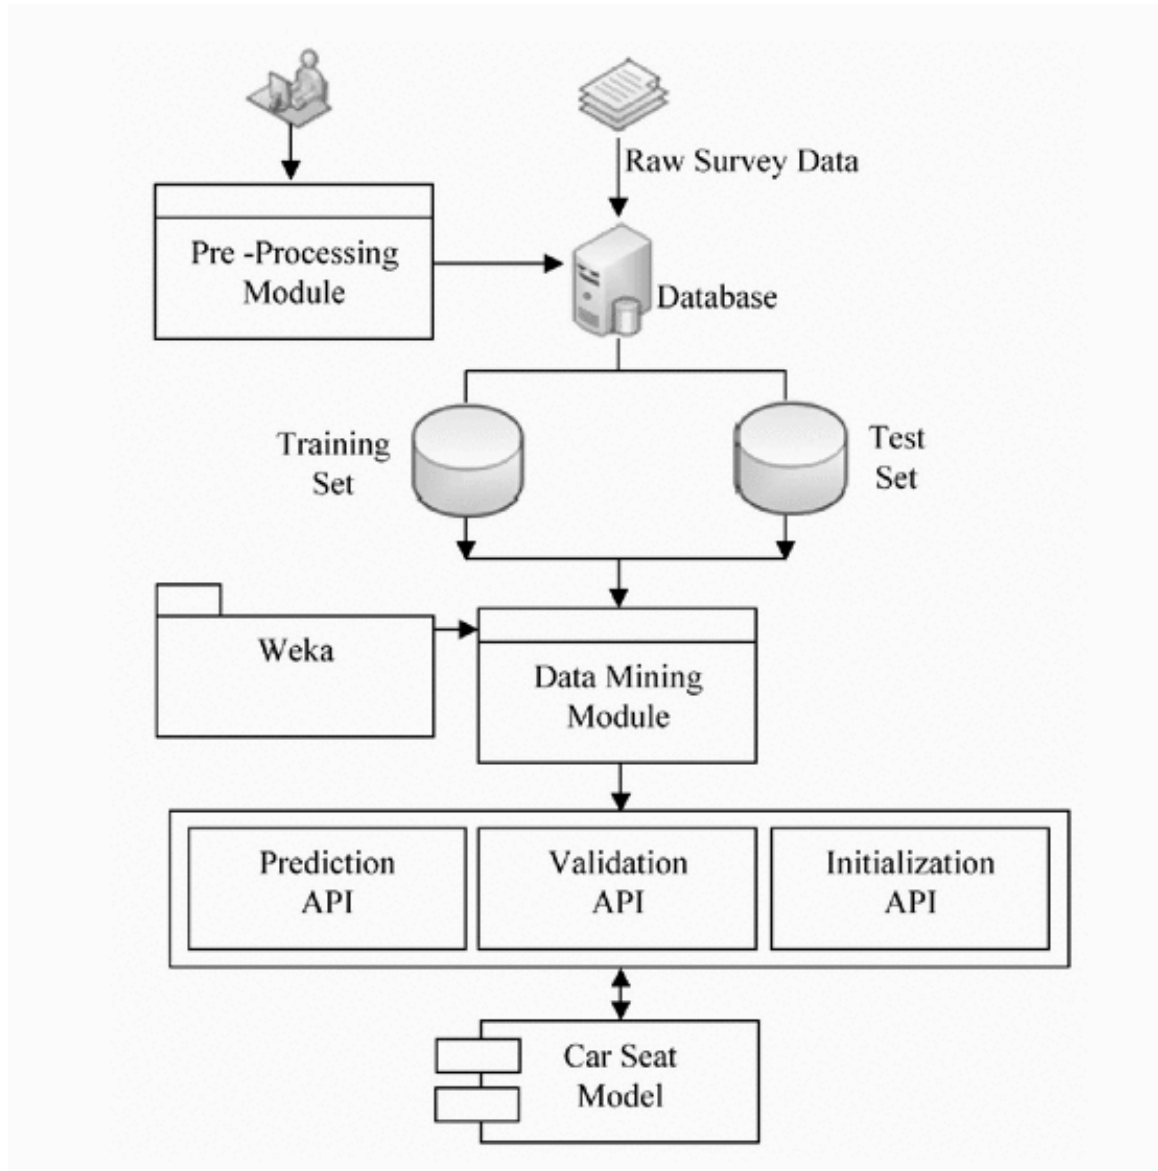 Raw Survey Data
Pre -Processing
Module
Database
Training
Set
Test
Set
Weka
Data Mining
Module
Prediction
API
Validation
API
Initialization
API
Car Seat
Model